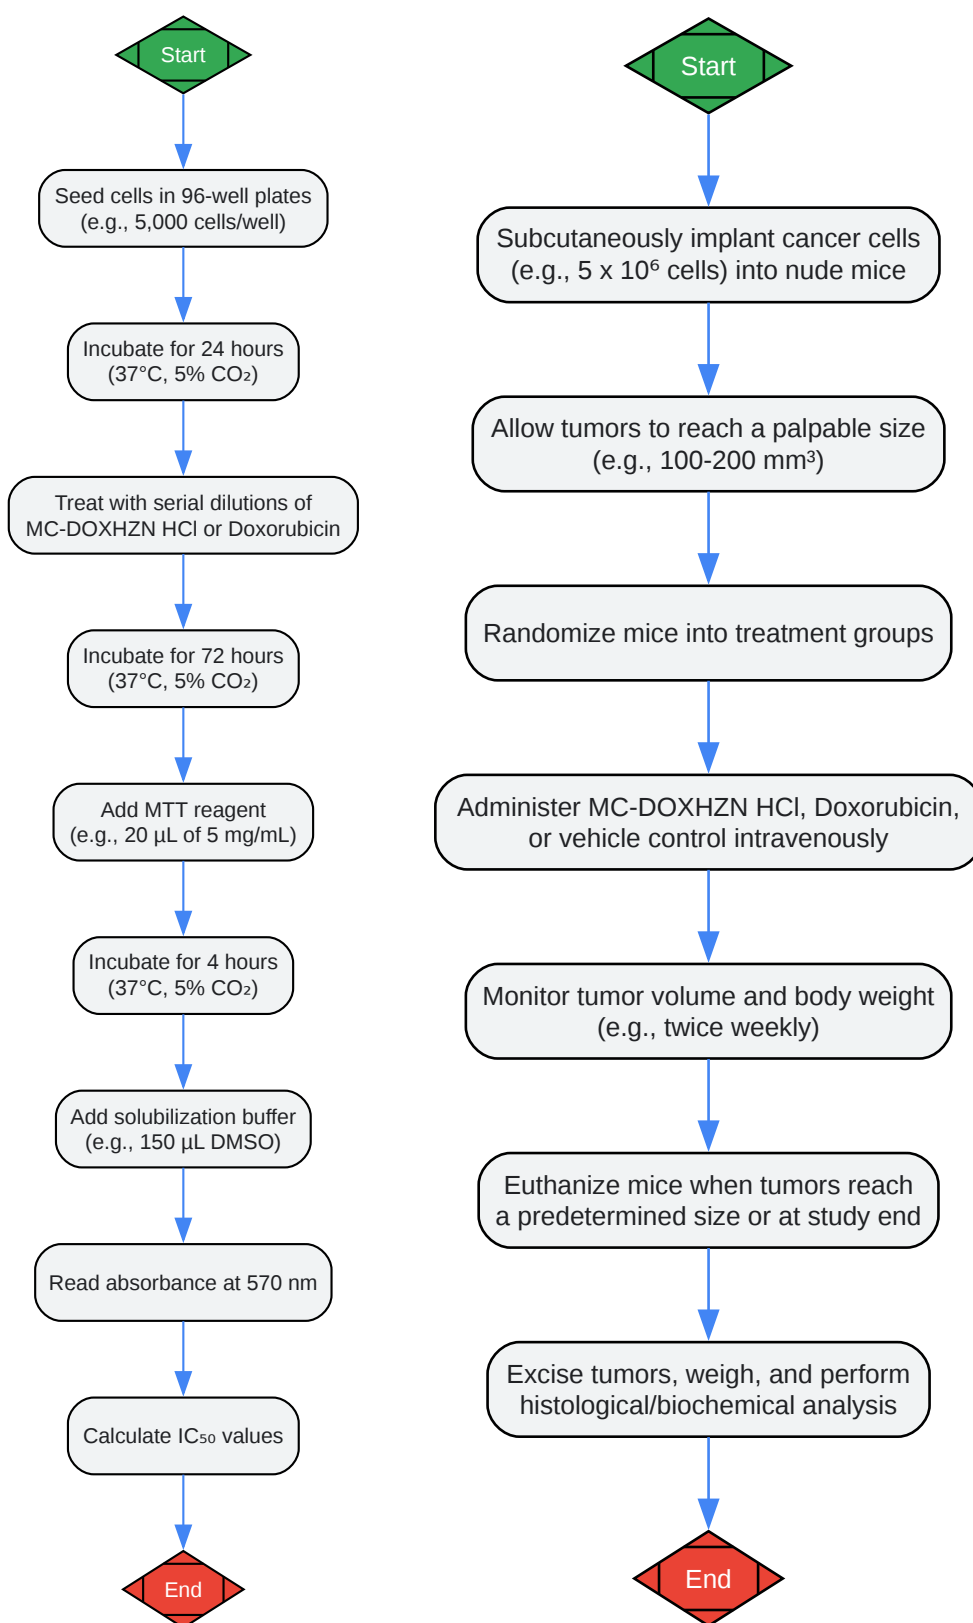 Start
Seed cells in 96-well plates
(e.g., 5,000 cells/well)
Incubate for 24 hours
(37°C, 5% CO₂)
Treat with serial dilutions of
MC-DOXHZN HCl or Doxorubicin
Incubate for 72 hours
(37°C, 5% CO₂)
Add MTT reagent
(e.g., 20 µL of 5 mg/mL)
Incubate for 4 hours
(37°C, 5% CO₂)
Add solubilization buffer
(e.g., 150 µL DMSO)
Read absorbance at 570 nm
Calculate IC₅₀ values
End
Start
Subcutaneously implant cancer cells
(e.g., 5 x 10⁶ cells) into nude mice
Allow tumors to reach a palpable size
(e.g., 100-200 mm³)
Randomize mice into treatment groups
Administer MC-DOXHZN HCl, Doxorubicin,
or vehicle control intravenously
Monitor tumor volume and body weight
(e.g., twice weekly)
Euthanize mice when tumors reach
a predetermined size or at study end
Excise tumors, weigh, and perform
histological/biochemical analysis
End